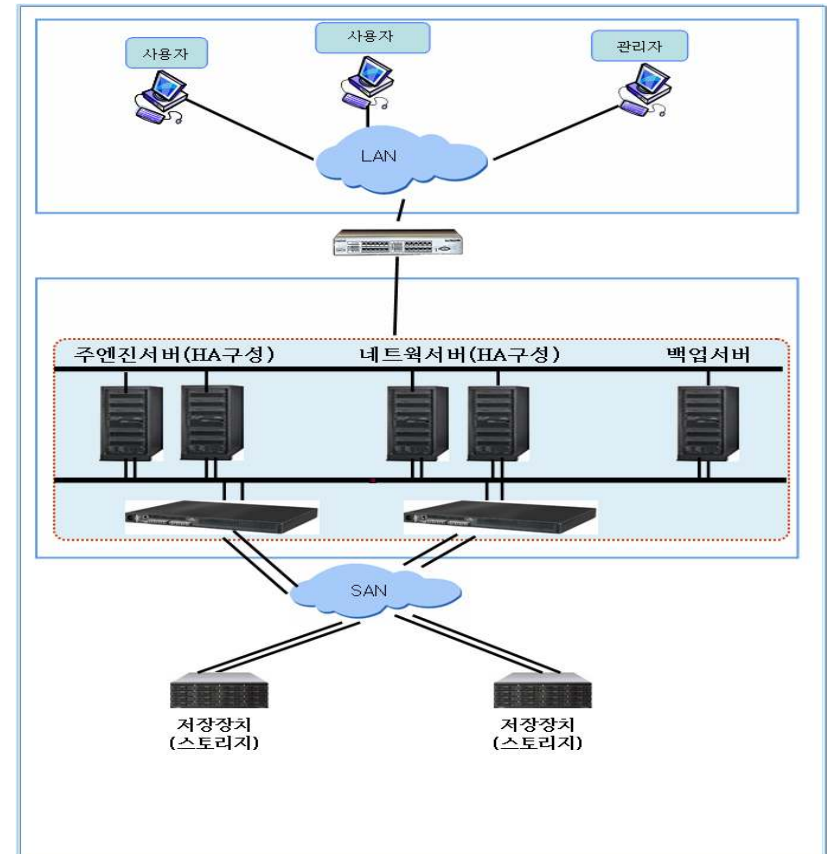 사용자
사용자
관리자
LAN
주엔진서버(HA구성)
네트웍서버(HA구성)
백업서버
SAN
저장장치
(스토리지)
저장장치
(스토리지)